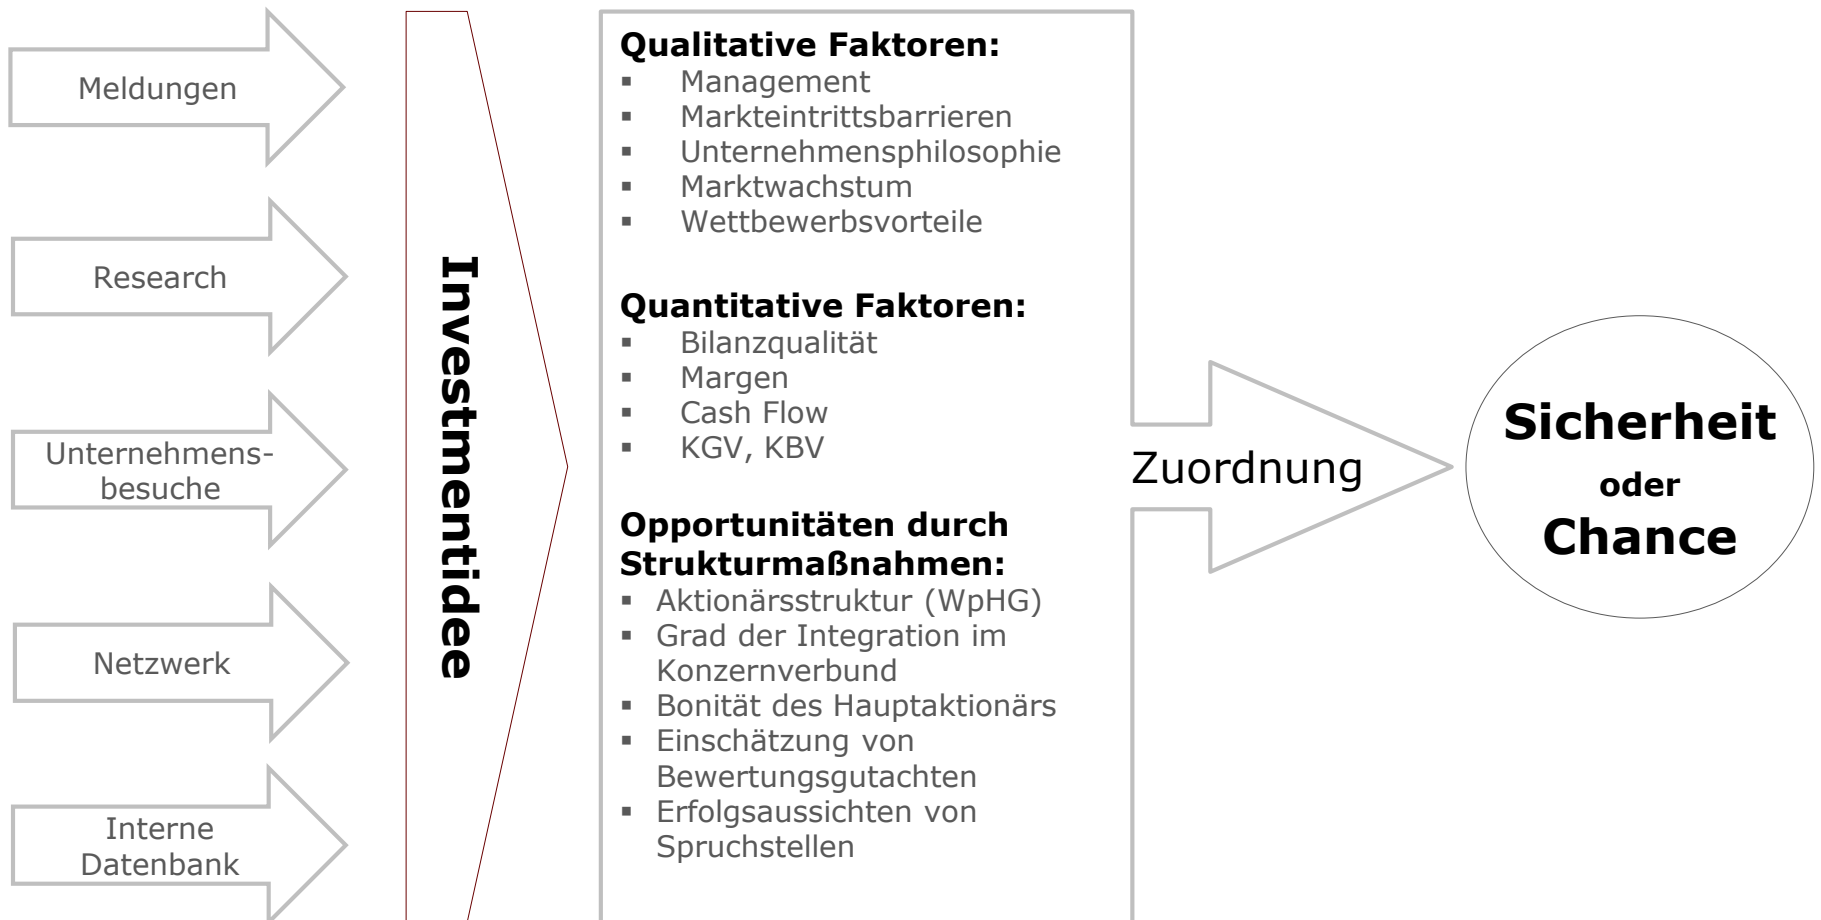 Meldungen
Research
Unternehmens-
besuche
Netzwerk
Interne
Datenbank
Investmentidee
Qualitative Faktoren:
▪ Management
▪ Markteintrittsbarrieren
▪ Unternehmensphilosophie
▪ Marktwachstum
▪ Wettbewerbsvorteile
Quantitative Faktoren:
▪ Bilanzqualität
▪ Margen
▪ Cash Flow
▪ KGV, KBV
Opportunitäten durch
Strukturmaßnahmen:
▪ Aktionärsstruktur (WpHG)
▪ Grad der Integration im
Konzernverbund
▪ Bonität des Hauptaktionärs
▪ Einschätzung von
Bewertungsgutachten
▪ Erfolgsaussichten von
Spruchstellen
Zuordnung
Sicherheit
oder
Chance